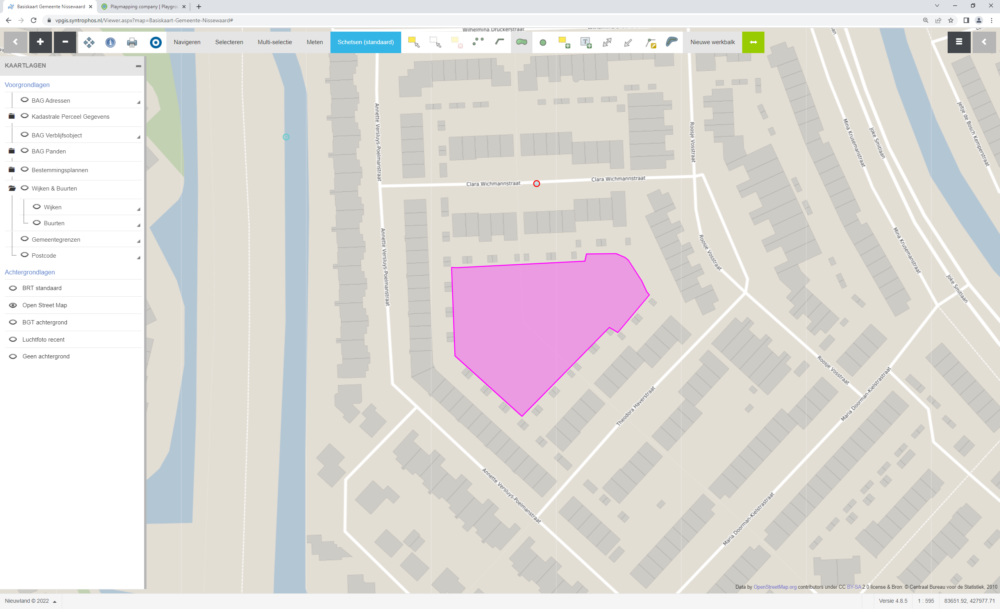 Basiskaart Gemeente Nissewaard
Playmapping company | Playgrou
vpgis.syntrophos.nl/Viewer.aspx?map=Basiskaart-Gemeente-Nissewaard#
Navigeren
Selecteren
Multi-selectie
Meten
Schetsen (standaard)
Nieuwe werkbalk
KAARTLAGEN
Voorgrondlagen
BAG Adressen
Kadastrale Perceel Gegevens
BAG Verblijfsobject
BAG Panden
Bestemmingsplannen
Wijken & Buurten
Wijken
Buurten
Gemeentegrenzen
Postcode
Achtergrondlagen
BRT standaard
Open Street Map
BGT achtergrond
Luchtfoto recent
Geen achtergrond
Wilhelmina Druckerstraat
Annette Versluys-Poelmanstraat
Roosje Vosstraat
Mina Krusemanstraat
Joke Smitlaan
Jeltje de Bosch Kemperstraat
Clara Wichmannstraat
Clara Wichmannstraat
Annette Versluys-Poelmanstraat
Roosje Vosstraat
Mina Krusemanstraat
Joke Smitlaan
Roosje Vosstraat
Theodora Haverstraat
Maria Doorman-Kielstrastraat
Annette Versluys-Poelmanstraat
Maria Doorman-Kielstrastraat
Data by OpenStreetMap.org contributors under CC BY-SA 2.0 license & Bron: © Centraal Bureau voor de Statistiek, 2010
Nieuwland © 2022
Versie 4.8.5
1 : 595
83651.92, 427977.71